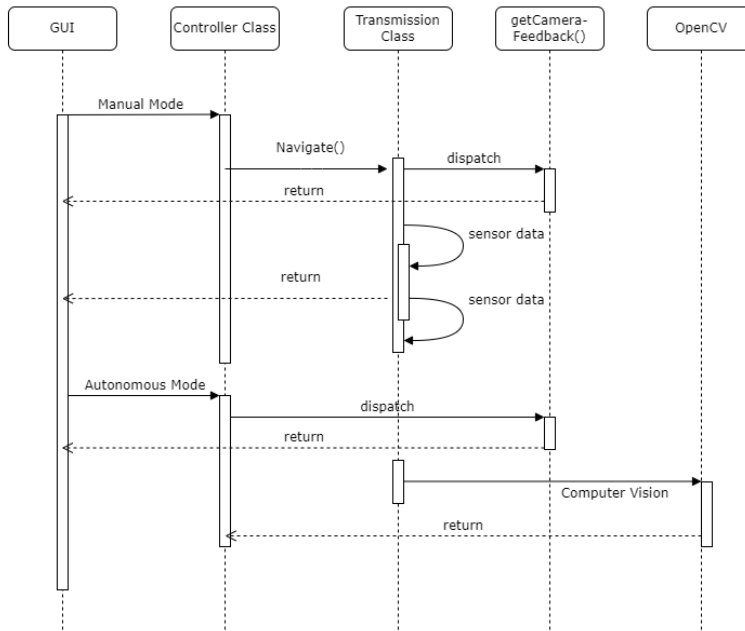 GUI
Controller Class
Transmission
Class
getCamera-
Feedback()
OpenCV
Manual Mode
Navigate()
dispatch
return
sensor data
return
sensor data
Autonomous Mode
dispatch
return
Computer Vision
return